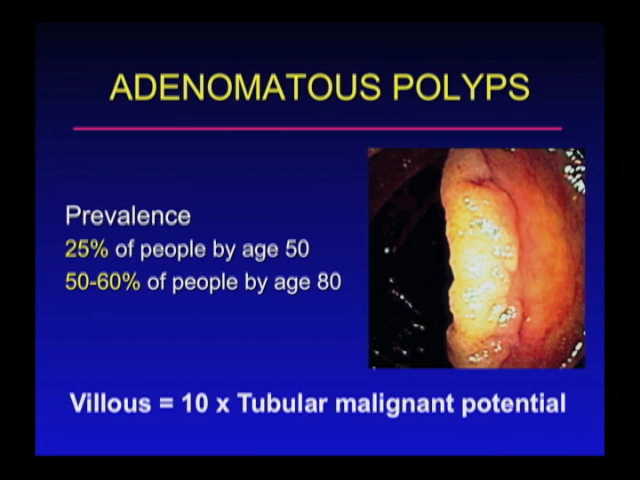 ADENOMATOUS POLYPS
Prevalence
25% of people by age 50
50-60% of people by age 80
Villous = 10 x Tubular malignant potential